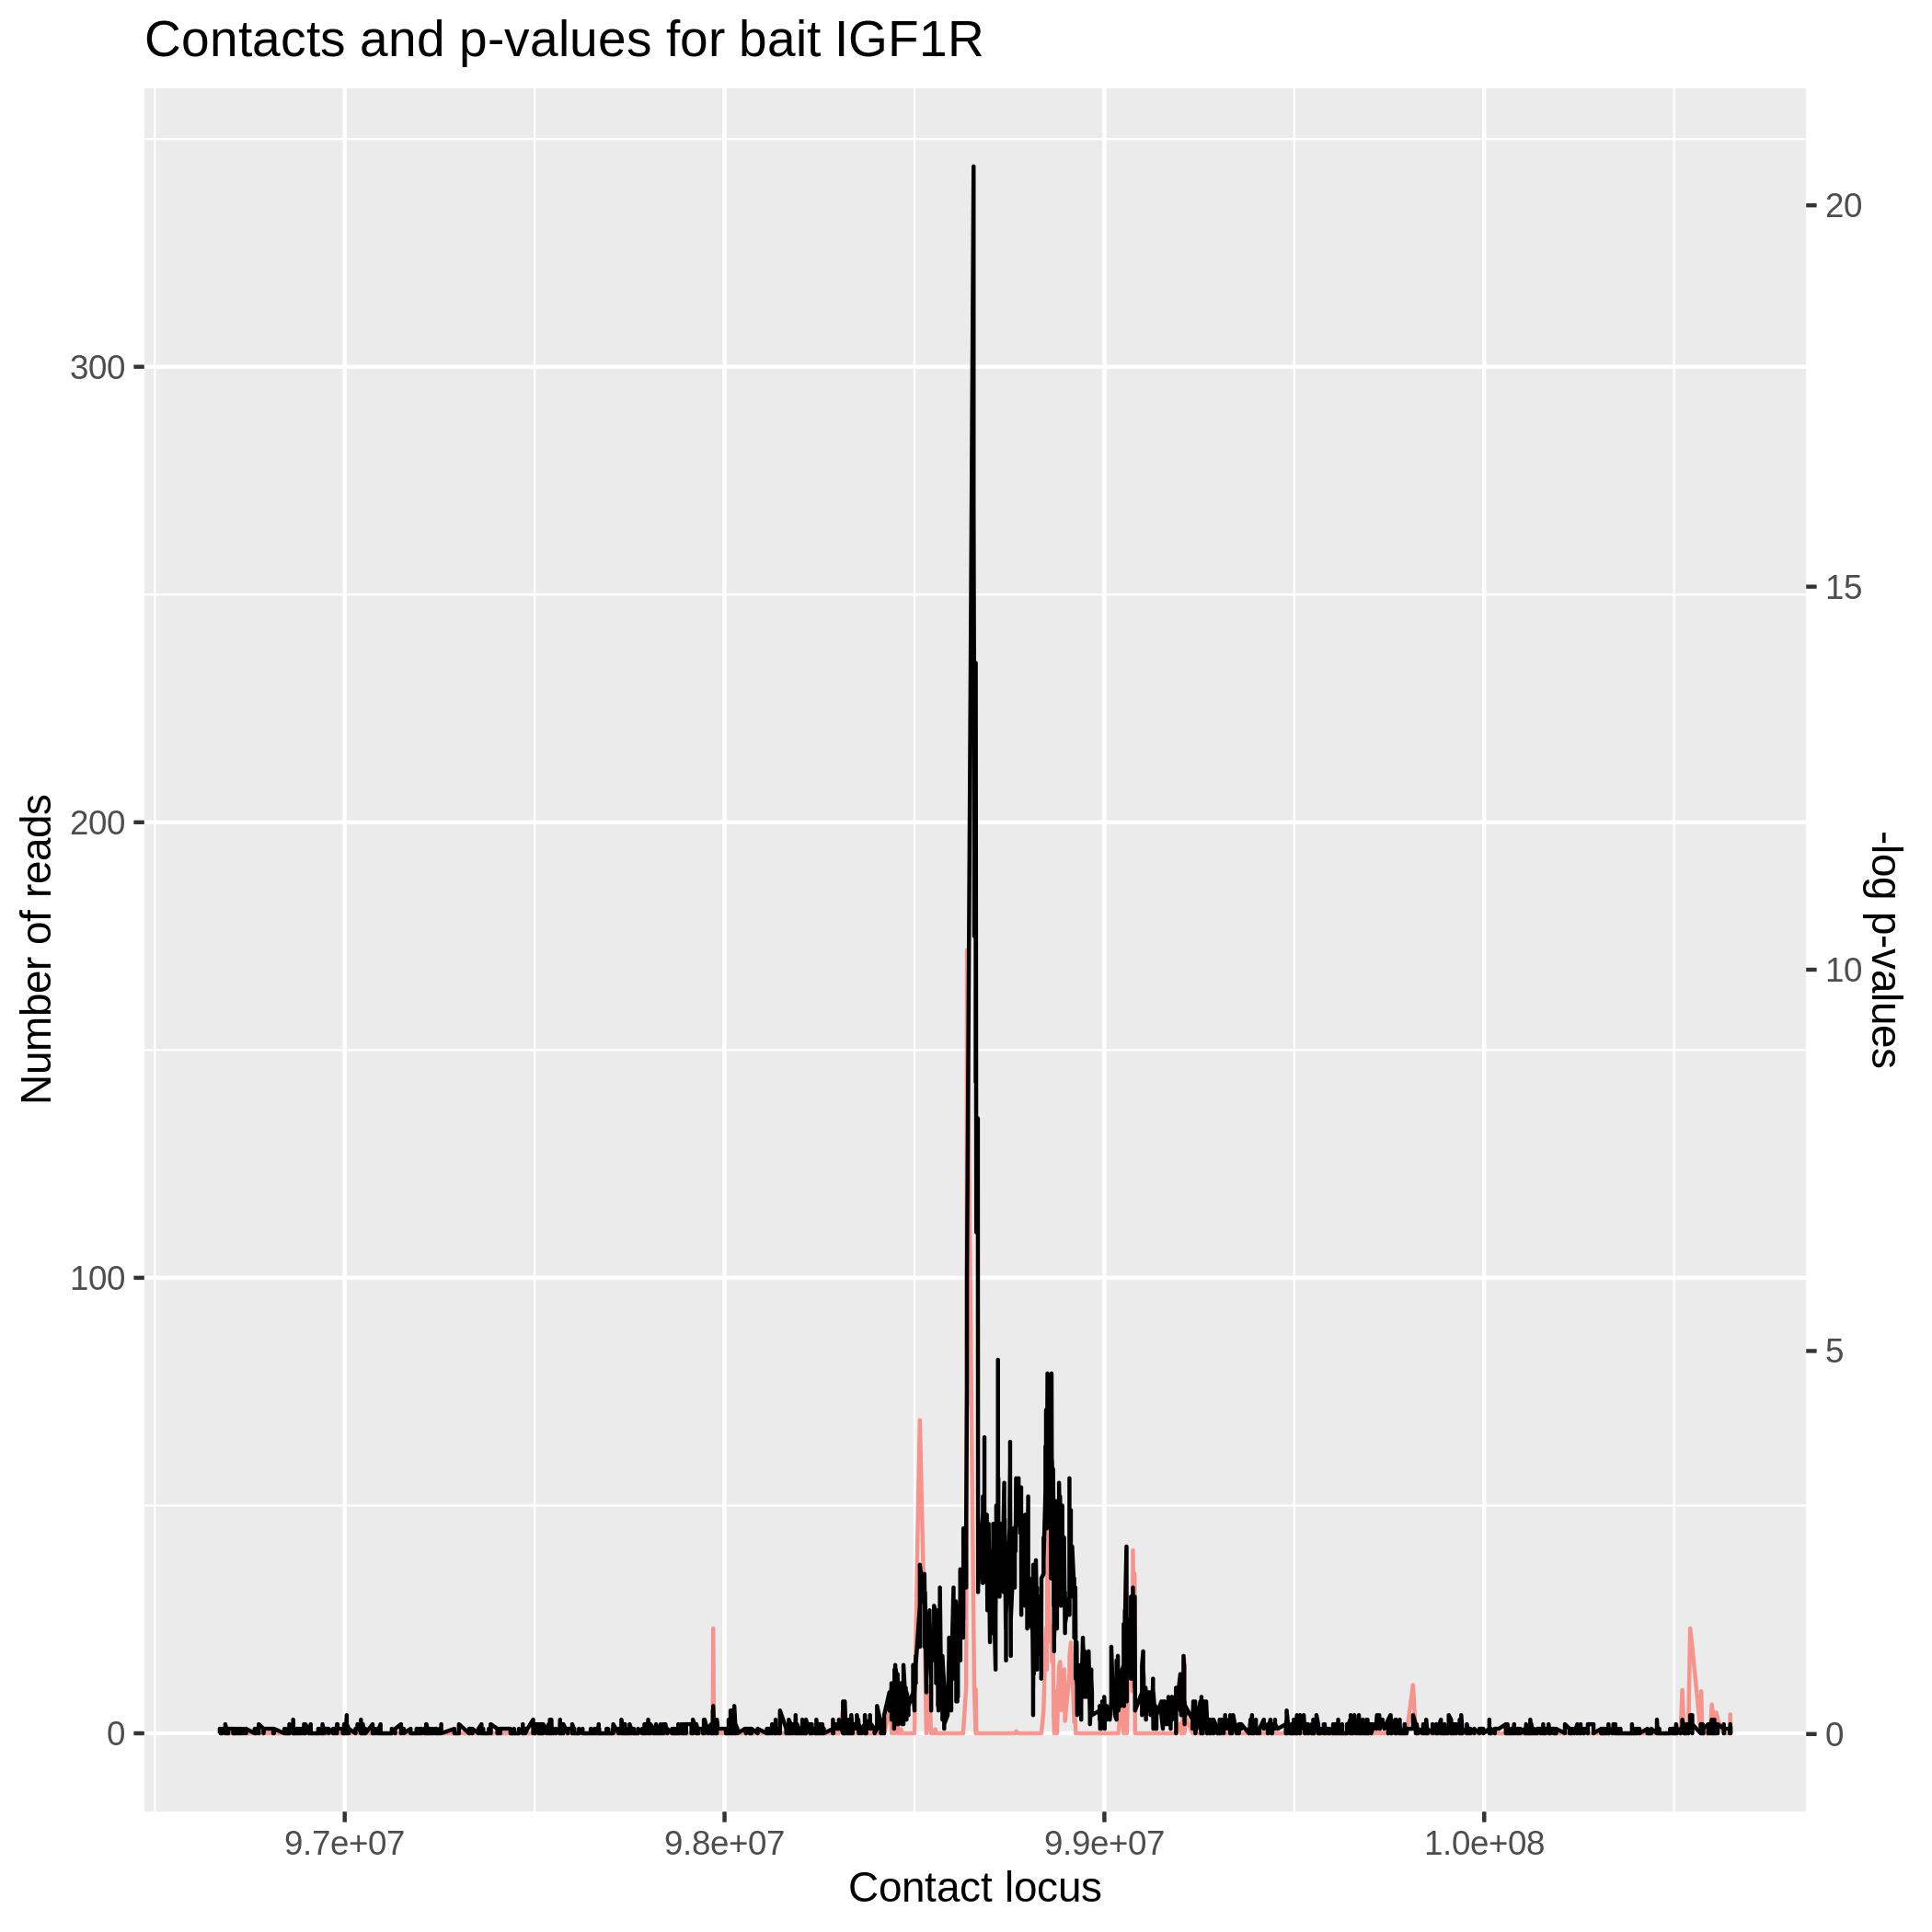 Contacts and p-values for bait IGF1R
Number of reads
300
200
100
0
20
15
10
5
0
-log p-values
9.7e+07
9.8e+07
9.9e+07
1.0e+08
Contact locus